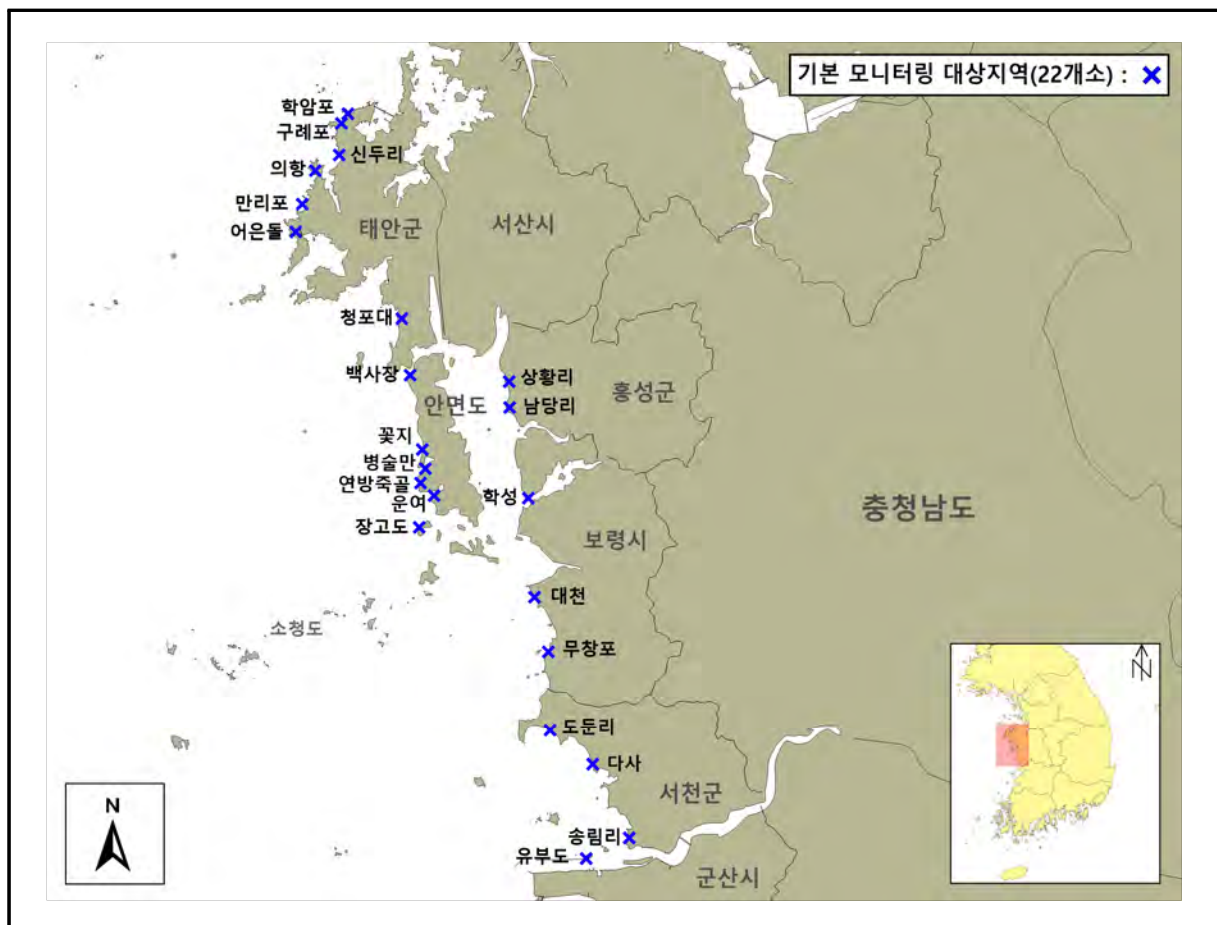 기본 모니터링 대상지역(22개소) :
학암포
구례포
신두리
의항
만리포
어은돌
태안군
서산시
청포대
백사장
상황리
안면도
남당리
홍성군
꽃지
병술만
연방죽골
운여
학성
장고도
충청남도
보령시
대천
소청도
무창포
도둔리
다사
서천군
송림리
유부도
군산시
N
N